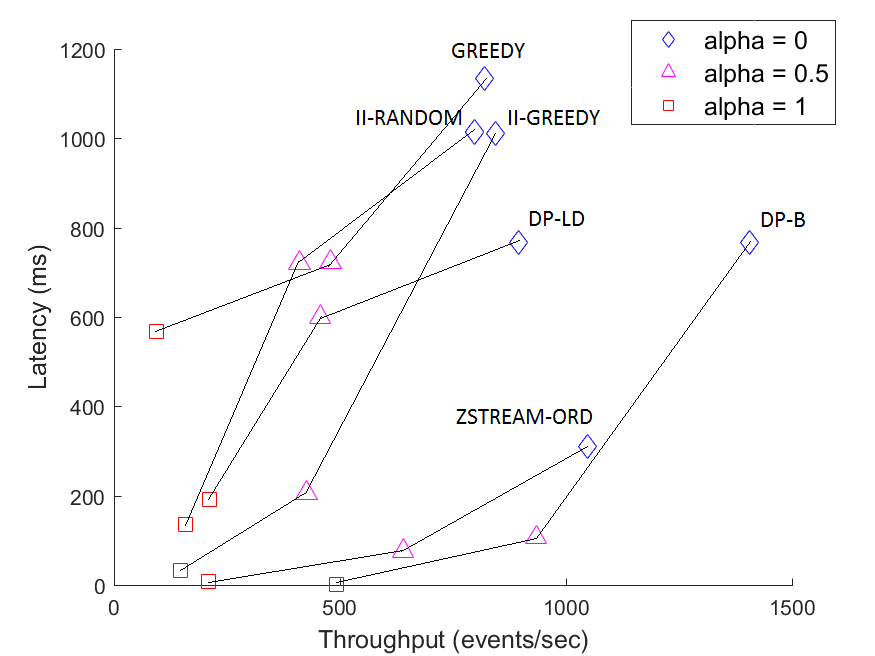 1200
1000
800
600
400
200
0
Latency (ms)
0
500
1000
1500
Throughput (events/sec)
GREEDY
II-RANDOM
II-GREEDY
DP-LD
DP-B
ZSTREAM-ORD
alpha = 0
alpha = 0.5
alpha = 1